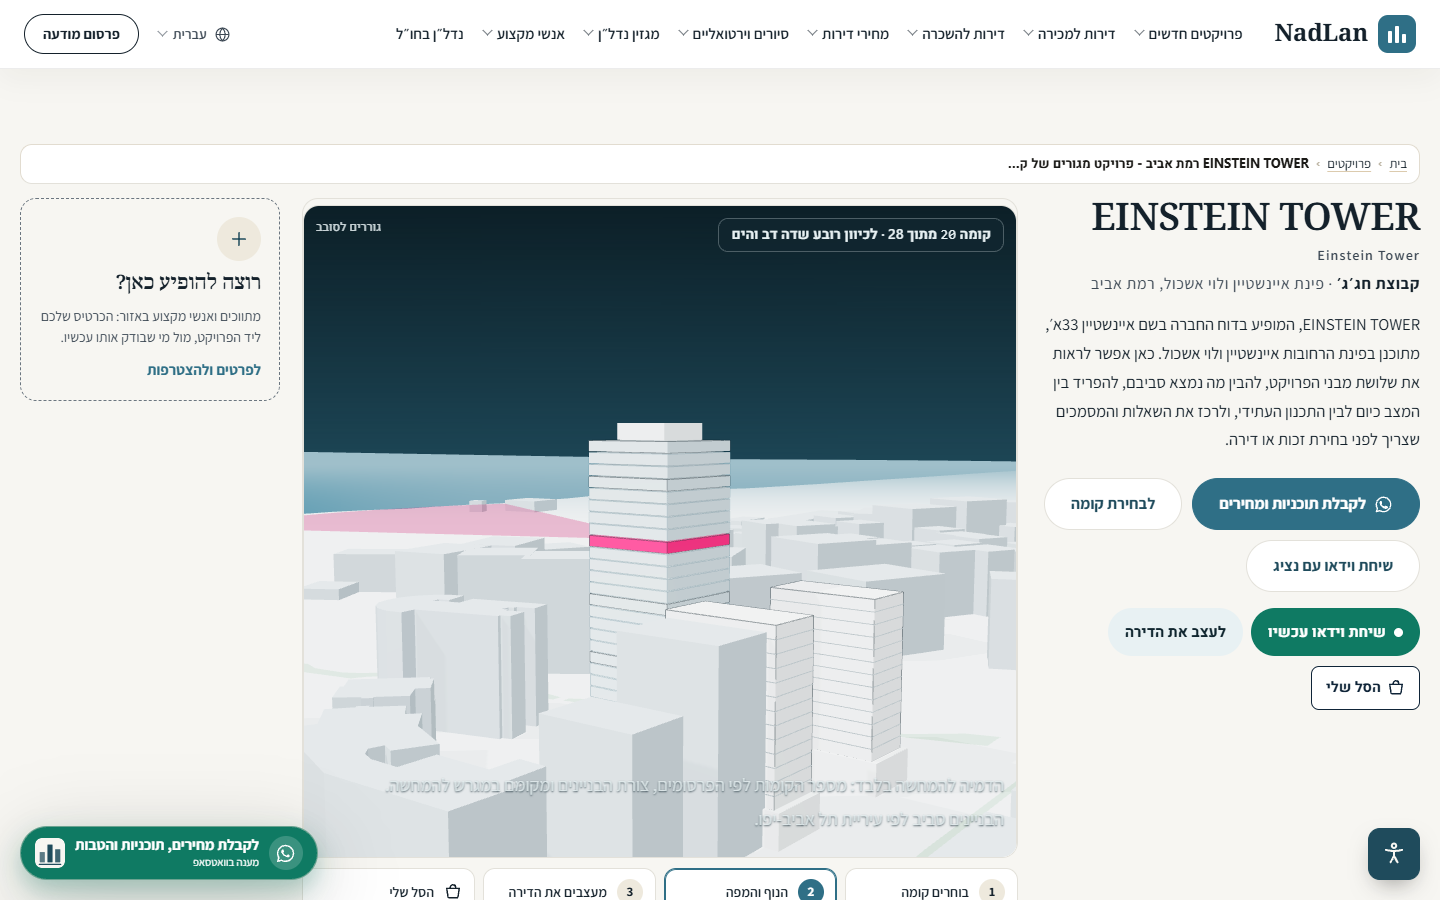 NadLan
פרויקטים חדשים
דירות למכירה
דירות להשכרה
מחירי דירות
סיורים וירטואליים
מגזין נדל״ן
אנשי מקצוע
נדל״ן בחו״ל
עברית
פרסום מודעה
בית › פרויקטים › EINSTEIN TOWER רמת אביב - פרויקט מגורים של ק...
EINSTEIN TOWER
Einstein Tower
קבוצת חג׳ג׳ · פינת איינשטיין ולוי אשכול, רמת אביב
EINSTEIN TOWER, המופיע בדוח החברה בשם איינשטיין 33א׳,
מתוכנן בפינת הרחובות איינשטיין ולוי אשכול. כאן אפשר לראות
את שלושת מבני הפרויקט, להבין מה נמצא סביבם, להפריד בין
המצב כיום לבין התכנון העתידי, ולרכז את השאלות והמסמכים
שצריך לפני בחירת זכות או דירה.
לקבלת תוכניות ומחירים
לבחירת קומה
שיחת וידאו עם נציג
שיחת וידאו עכשיו
לעצב את הדירה
הסל שלי
קומה 20 מתוך 28 · לכיוון רובע שדה דב והים
גוררים לסובב
הדמיה להמחשה בלבד: מספר הקומות לפי הפרסומים, צורת הבניינים ומקומם במגרש להמחשה.
הבניינים סביב לפי עיריית תל אביב-יפו.
1 בוחרים קומה
2 הנוף והמפה
3 מעצבים את הדירה
הסל שלי
רוצה להופיע כאן?
מתווכים ואנשי מקצוע באזור: הכרטיס שלכם
ליד הפרויקט, מול מי שבודק אותו עכשיו.
לפרטים ולהצטרפות
לקבלת מחירים, תוכניות והטבות
מענה בוואטסאפ